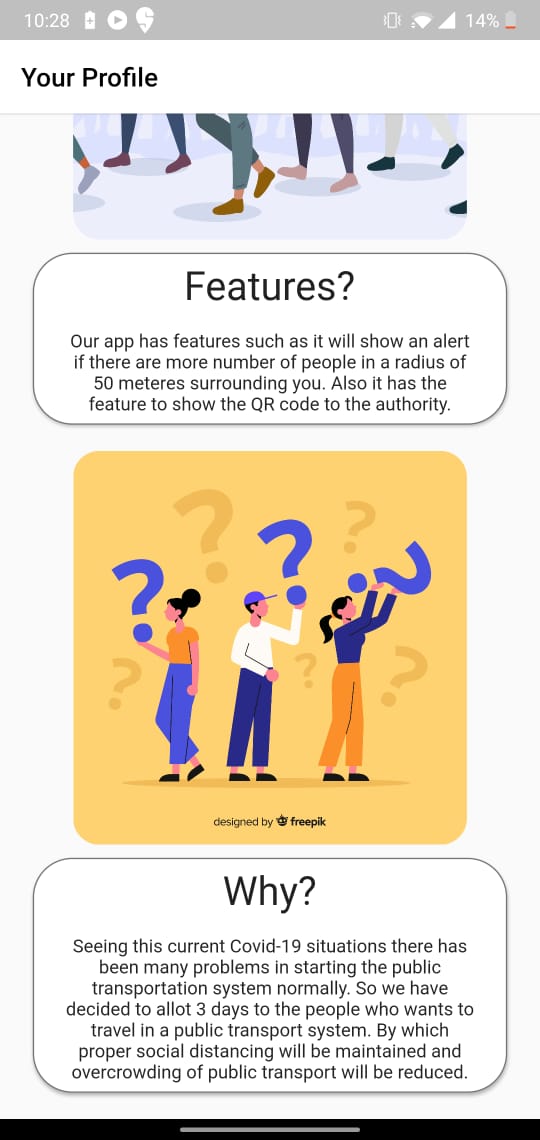 10:28
14%
Your Profile
Features?
Our app has features such as it will show an alert
if there are more number of people in a radius of
50 meteres surrounding you. Also it has the
feature to show the QR code to the authority.
? ? ? ? ? ? ? ?
designed by freepik
Why?
Seeing this current Covid-19 situations there has
been many problems in starting the public
transportation system normally. So we have
decided to allot 3 days to the people who wants to
travel in a public transport system. By which
proper social distancing will be maintained and
overcrowding of public transport will be reduced.